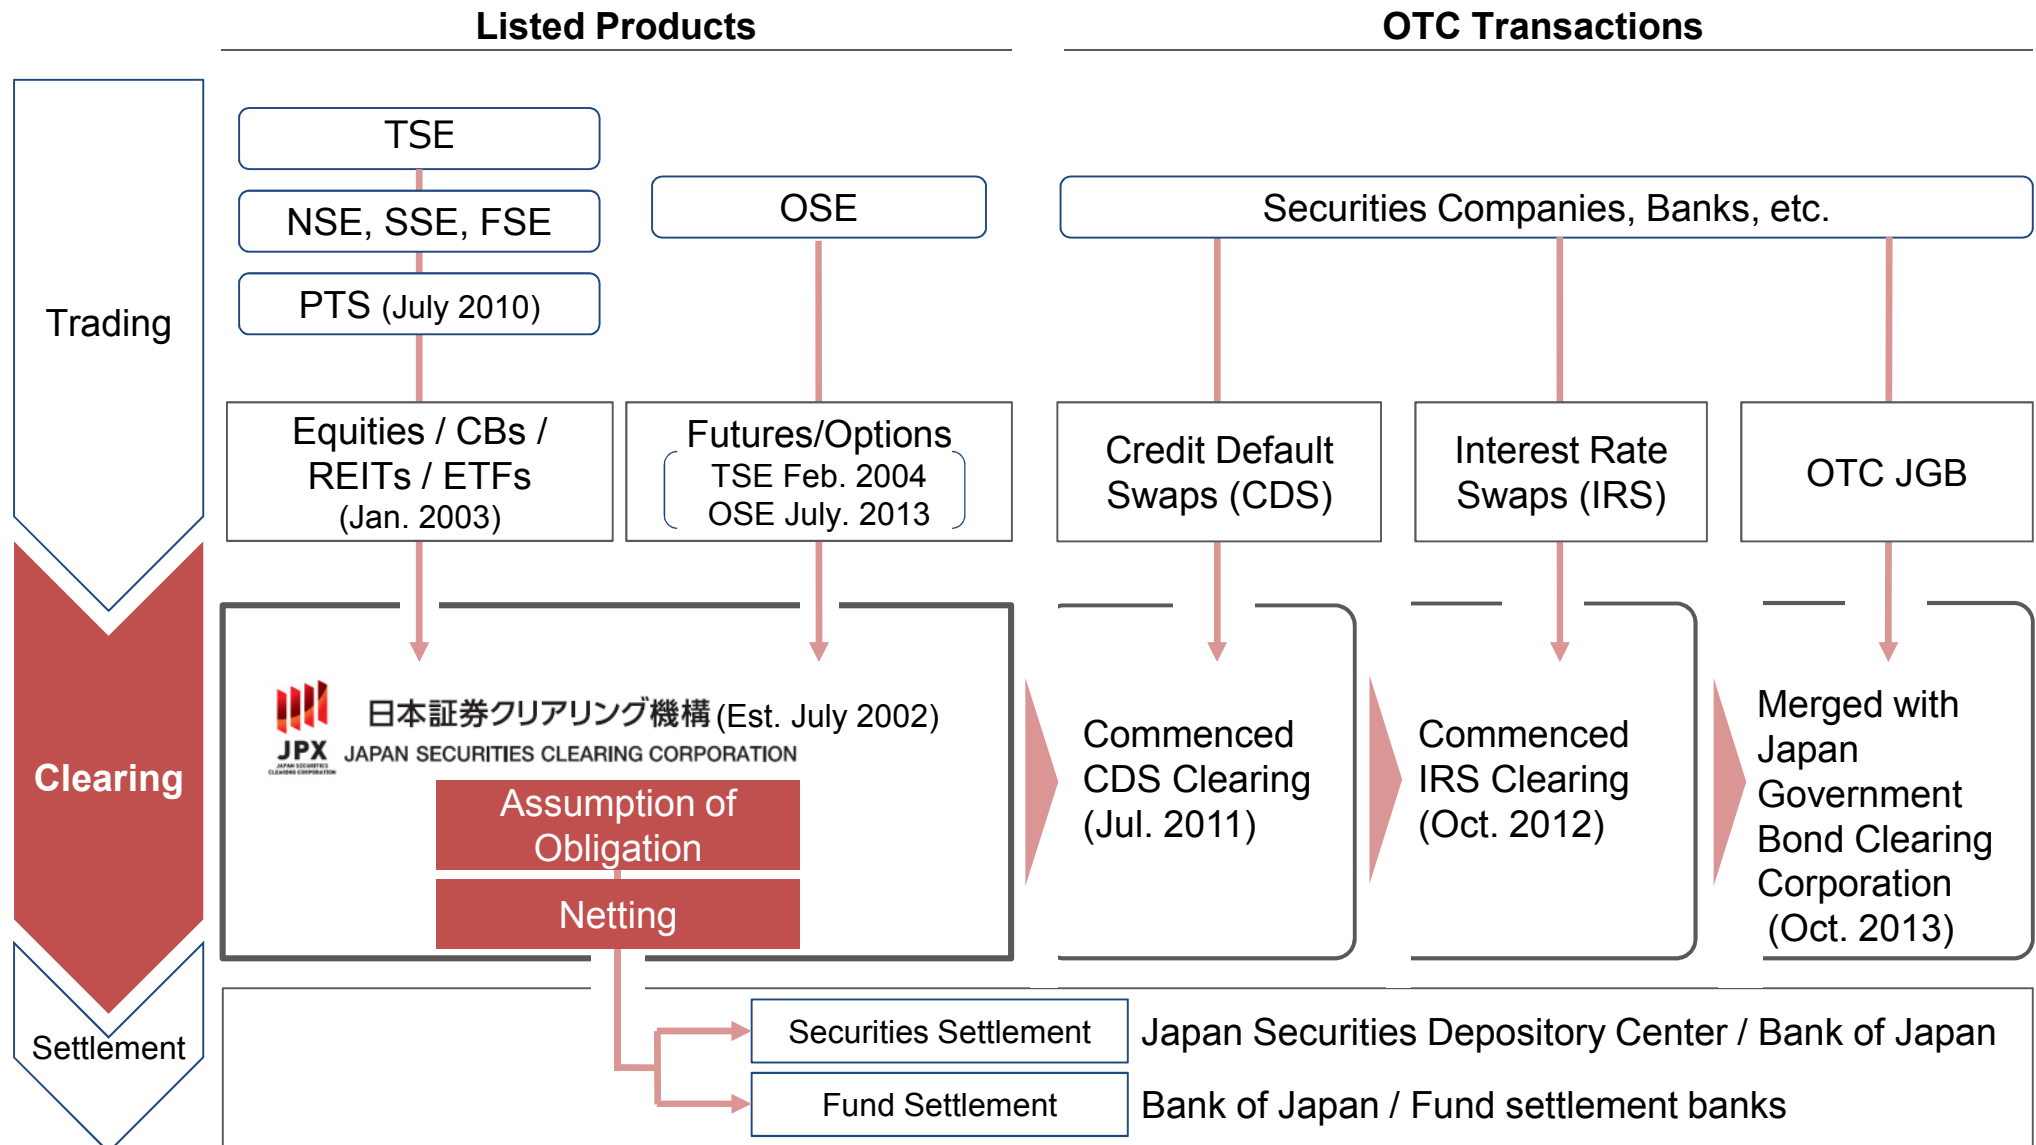 Listed Products
OTC Transactions
Trading
TSE
NSE, SSE, FSE
PTS (July 2010)
OSE
Securities Companies, Banks, etc.
Equities / CBs /
REITs / ETFs
(Jan. 2003)
Futures/Options
TSE Feb. 2004
OSE July. 2013
Credit Default
Swaps (CDS)
Interest Rate
Swaps (IRS)
OTC JGB
Clearing
JPX
JAPAN SECURITIES
CLEARING CORPORATION
日本証券クリアリング機構 (Est. July 2002)
JAPAN SECURITIES CLEARING CORPORATION
Assumption of
Obligation
Netting
Commenced
CDS Clearing
(Jul. 2011)
Commenced
IRS Clearing
(Oct. 2012)
Merged with
Japan
Government
Bond Clearing
Corporation
(Oct. 2013)
Settlement
Securities Settlement
Japan Securities Depository Center / Bank of Japan
Fund Settlement
Bank of Japan / Fund settlement banks